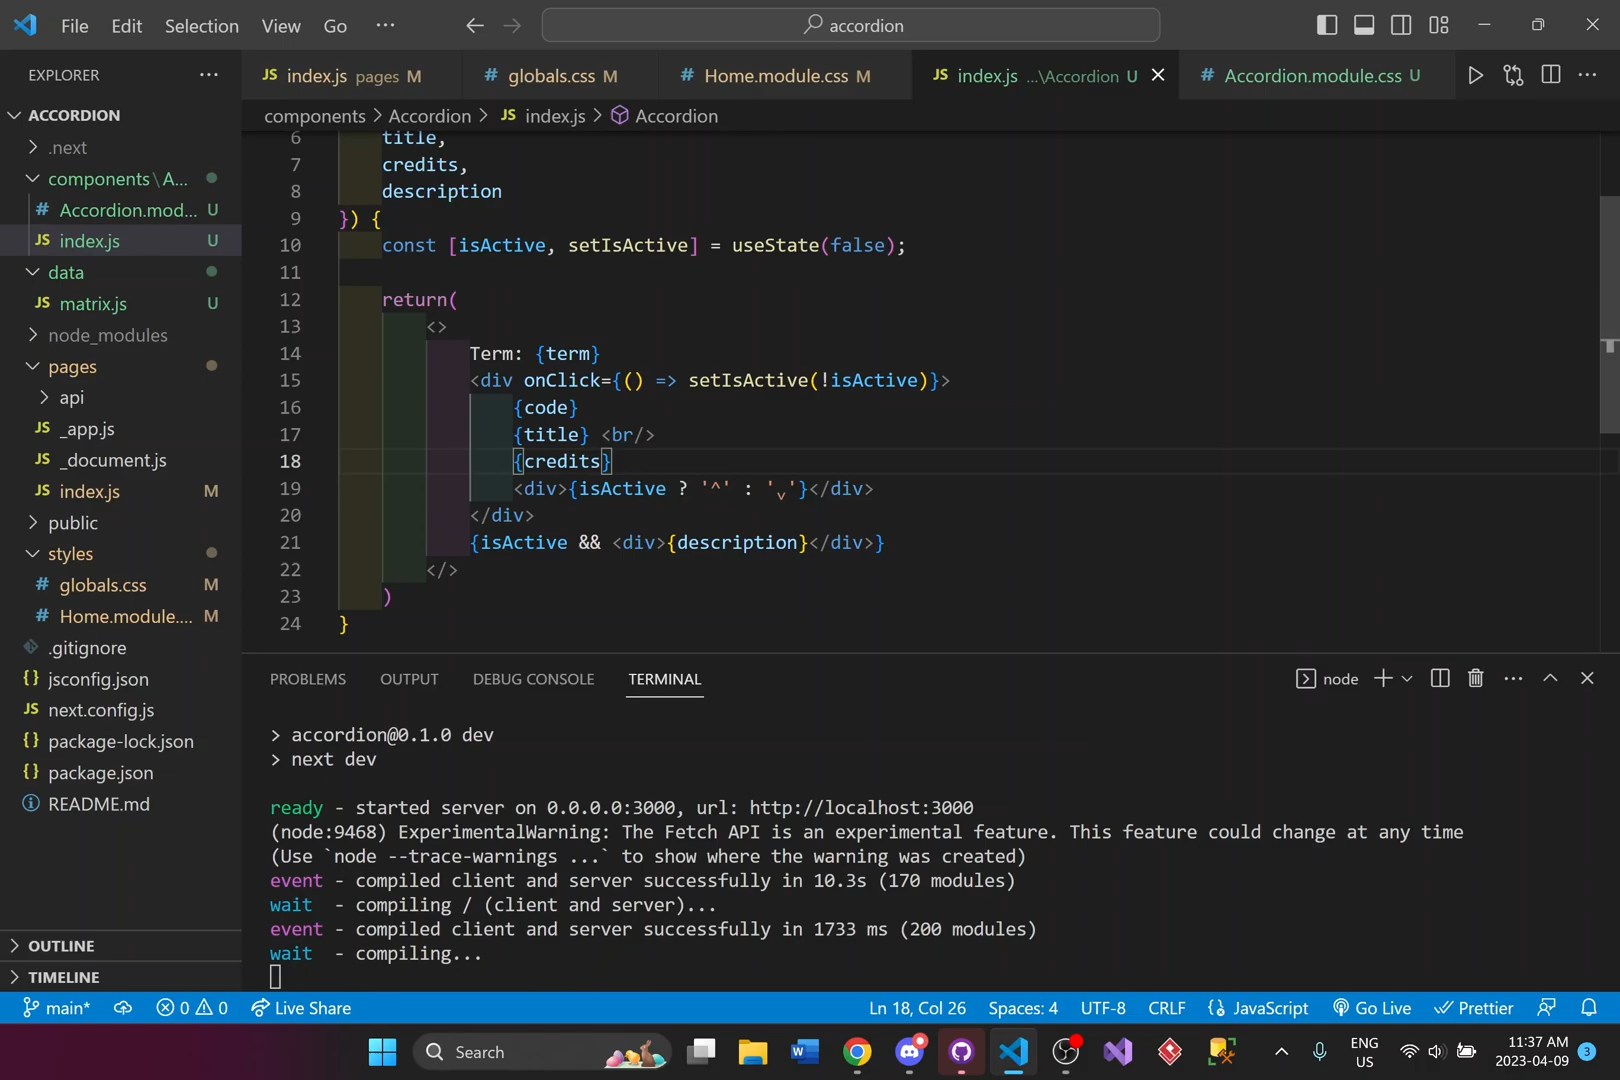 File Edit Selection View Go ··· accordion
EXPLORER ···
JS index.js pages M # globals.css M # Home.module.css M JS index.js ...\Accordion U # Accordion.module.css U
components > Accordion > JS index.js > Accordion
ACCORDION
.next
components\A...
# Accordion.mod... U
JS index.js U
data
JS matrix.js U
node_modules
pages
api
JS _app.js
JS _document.js
JS index.js M
public
styles
# globals.css M
# Home.module.... M
.gitignore
{} jsconfig.json
JS next.config.js
{} package-lock.json
{} package.json
README.md
OUTLINE
TIMELINE
6 title,
7 credits,
8 description
9 }) {
10 const [isActive, setIsActive] = useState(false);
11
12 return(
13 <>
14 Term: {term}
15 <div onClick={() => setIsActive(!isActive)}>
16 {code}
17 {title} <br/>
18 {credits}
19 <div>{isActive ? '^' : '˯'}</div>
20 </div>
21 {isActive && <div>{description}</div>}
22 </>
23 )
24 }
PROBLEMS OUTPUT DEBUG CONSOLE TERMINAL node
> accordion@0.1.0 dev
> next dev
ready - started server on 0.0.0.0:3000, url: http://localhost:3000
(node:9468) ExperimentalWarning: The Fetch API is an experimental feature. This feature could change at any time
(Use `node --trace-warnings ...` to show where the warning was created)
event - compiled client and server successfully in 10.3s (170 modules)
wait - compiling / (client and server)...
event - compiled client and server successfully in 1733 ms (200 modules)
wait - compiling...
main* 0 0 Live Share Ln 18, Col 26 Spaces: 4 UTF-8 CRLF {} JavaScript Go Live Prettier
Search
ENG
US
11:37 AM
2023-04-09
3